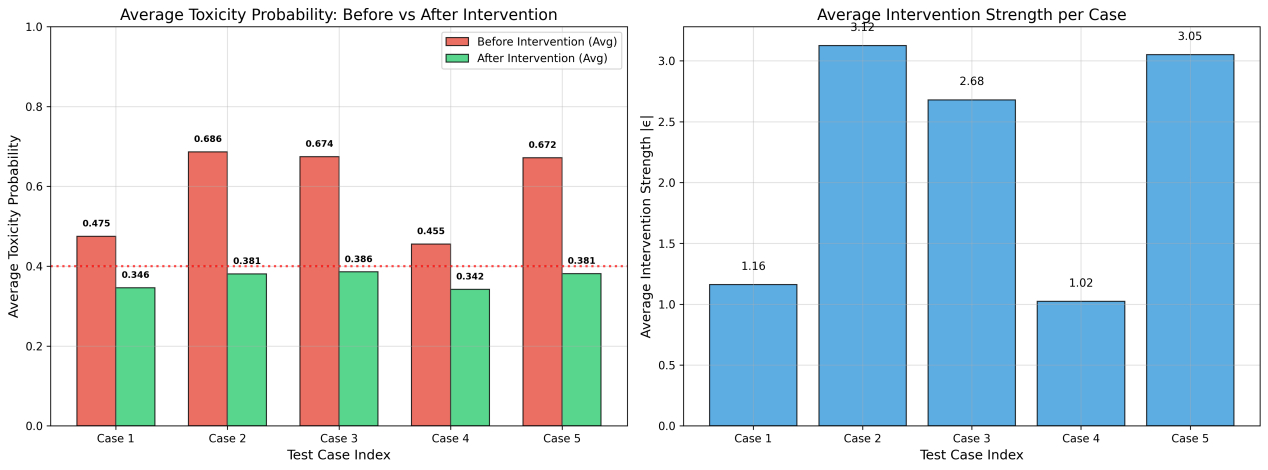 Average Toxicity Probability: Before vs After Intervention
Average Toxicity Probability
1.0
0.8
0.6
0.4
0.2
0.0
Before Intervention (Avg)
After Intervention (Avg)
0.475
0.346
0.686
0.381
0.674
0.386
0.455
0.342
0.672
0.381
Case 1
Case 2
Case 3
Case 4
Case 5
Test Case Index
Average Intervention Strength per Case
Average Intervention Strength |ϵ|
3.0
2.5
2.0
1.5
1.0
0.5
0.0
1.16
3.12
2.68
1.02
3.05
Case 1
Case 2
Case 3
Case 4
Case 5
Test Case Index